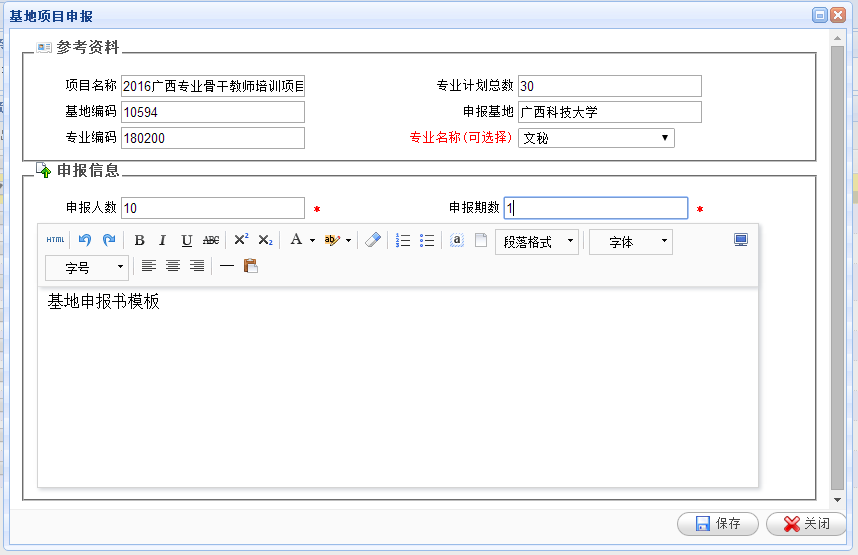 基地项目申报
参考资料
项目名称 2016广西专业骨干教师培训项目 专业计划总数 30
基地编码 10594 申报基地 广西科技大学
专业编码 180200 专业名称(可选择) 文秘
申报信息
申报人数 10 * 申报期数 1 *
HTML B I U ABC X² X₂ A ab a 段落格式 字体
字号
基地申报书模板
保存 关闭